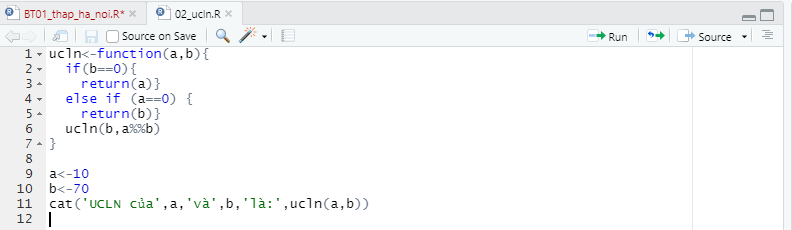 BT01_thap_ha_noi.R* × 02_ucln.R ×
Source on Save Run Source
1 ucln<-function(a,b){
2   if(b==0){
3     return(a)}
4   else if (a==0) {
5     return(b)}
6   ucln(b,a%%b)
7 }
8
9 a<-10
10 b<-70
11 cat('UCLN của',a,'và',b,'là:',ucln(a,b))
12